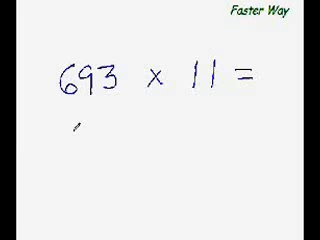 Faster Way
693 x 11 =